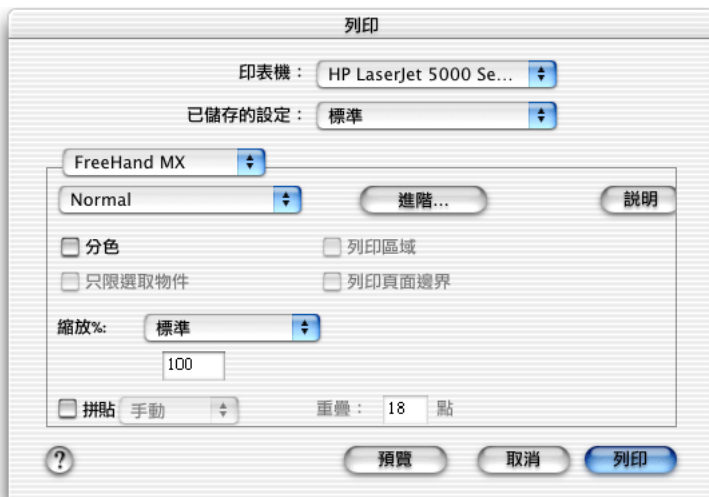 列印
印表機： HP LaserJet 5000 Se...
已儲存的設定： 標準
FreeHand MX
Normal 進階... 說明
分色 列印區域
只限選取物件 列印頁面邊界
縮放%: 標準
100
拼貼 手動 重疊： 18 點
? 預覽 取消 列印